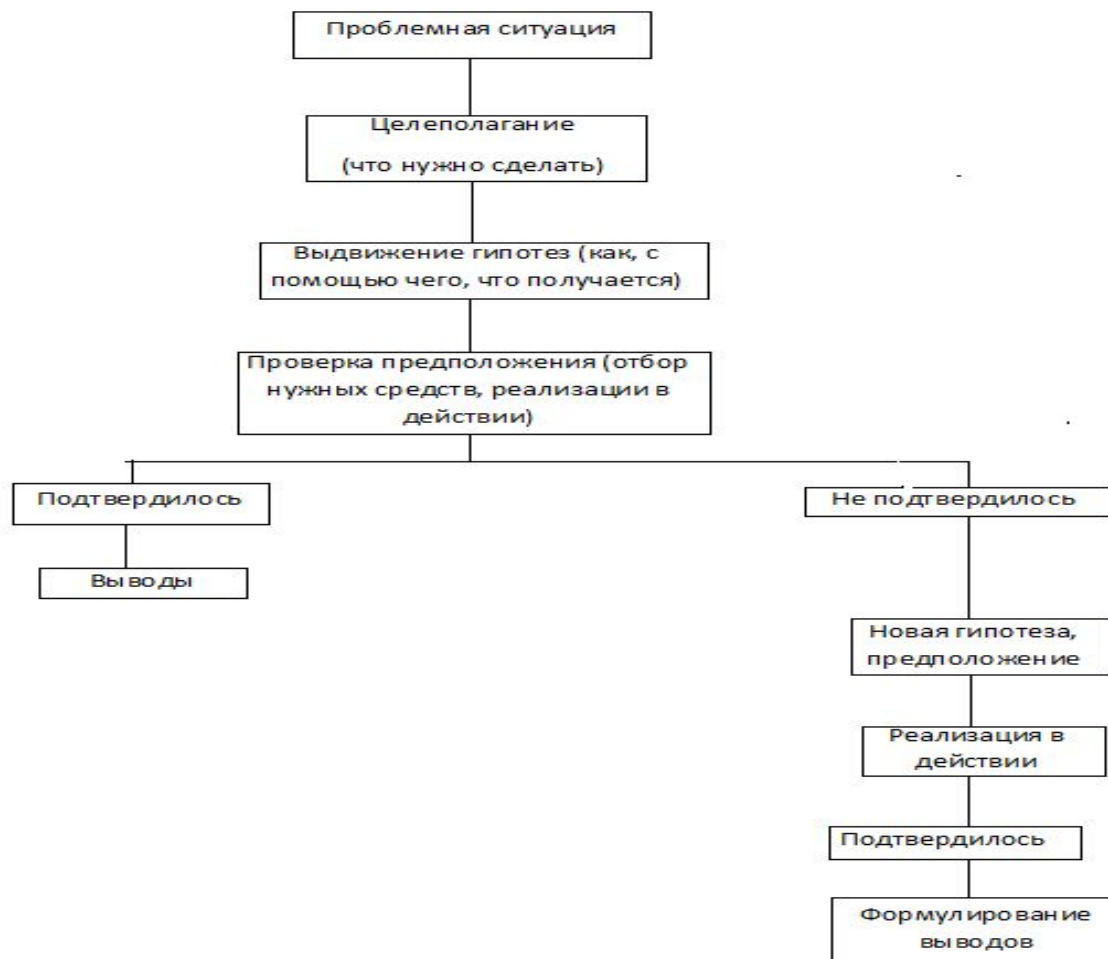 Проблемная ситуация
Целеполагание
(что нужно сделать)
Выдвижение гипотез (как, с
помощью чего, что получается)
Проверка предположения (отбор
нужных средств, реализации в
действии)
Подтвердилось
Не подтвердилось
Выводы
Новая гипотеза,
предположение
Реализация в
действии
Подтвердилось
Формулирование
выводов